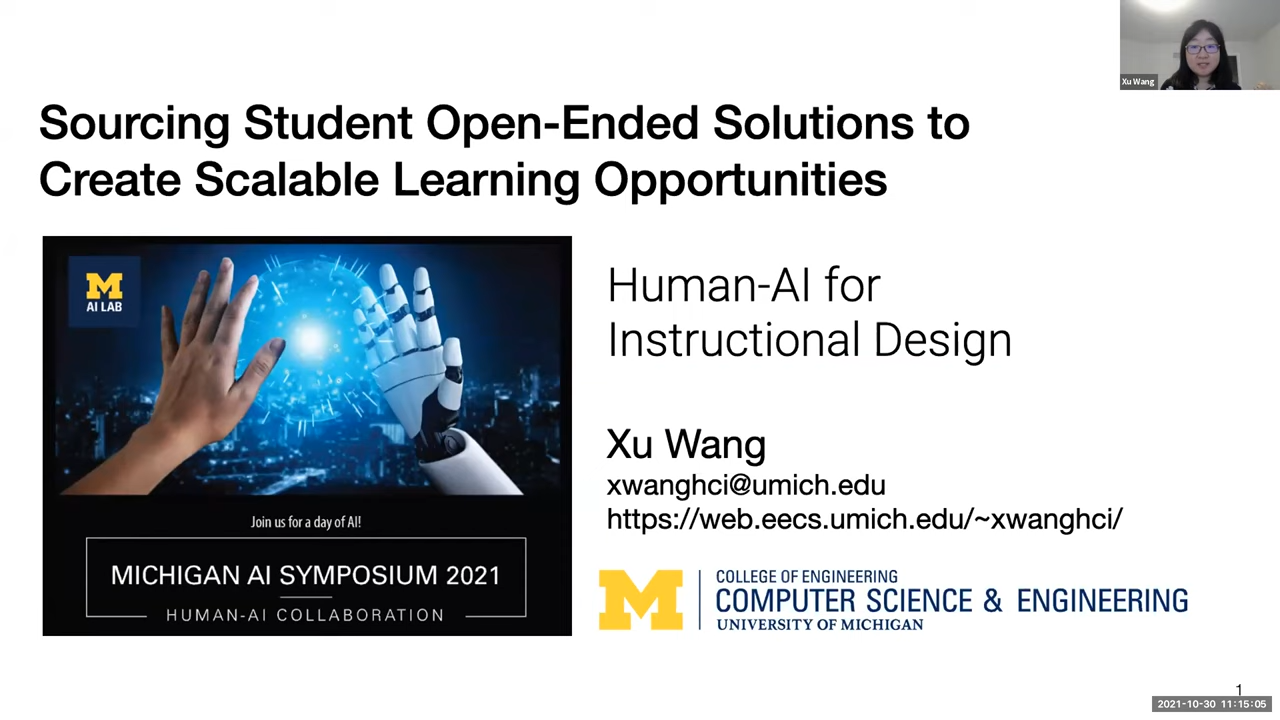 Xu Wang
Sourcing Student Open-Ended Solutions to
Create Scalable Learning Opportunities
M
AI LAB
Join us for a day of AI!
MICHIGAN AI SYMPOSIUM 2021
HUMAN-AI COLLABORATION
Human-AI for
Instructional Design
Xu Wang
xwanghci@umich.edu
https://web.eecs.umich.edu/~xwanghci/
M
COLLEGE OF ENGINEERING
COMPUTER SCIENCE & ENGINEERING
UNIVERSITY OF MICHIGAN
1
2021-10-30 11:15:05